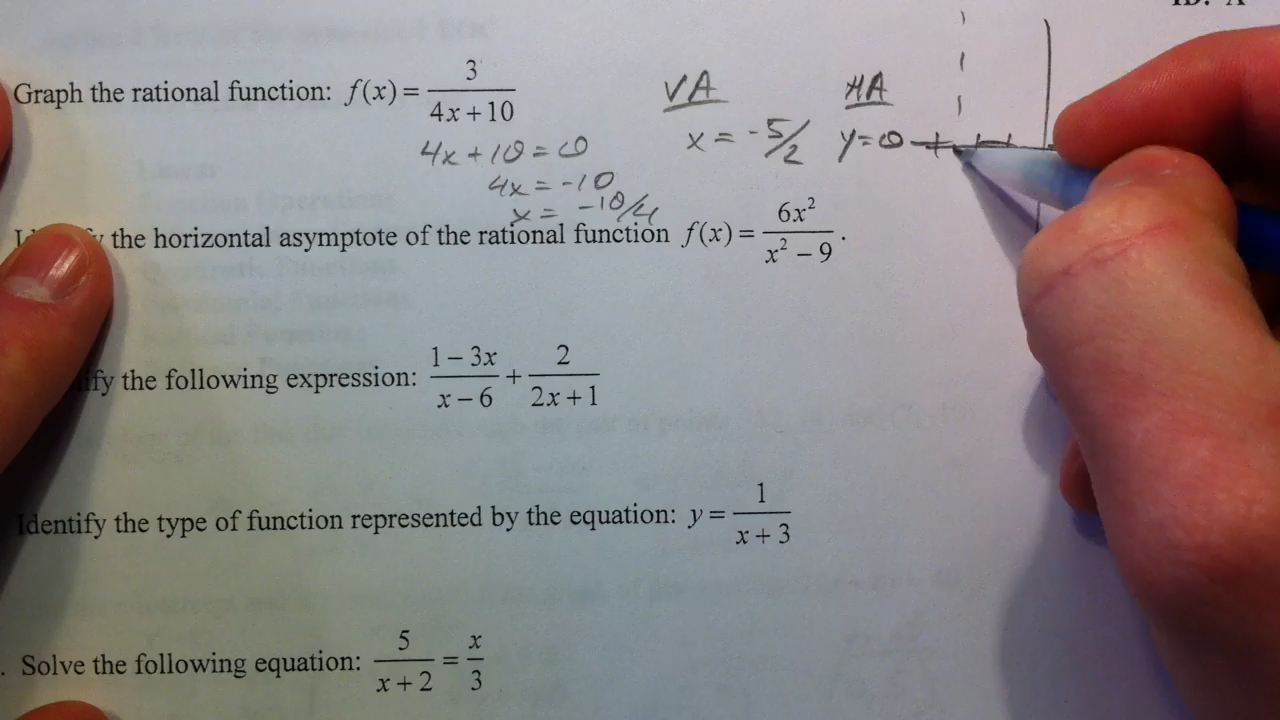 ID: A
Graph the rational function: f(x) = 3/(4x + 10)
VA HA
x = -5/2 y = 0
4x + 10 = 0
4x = -10
x = -10/4
the horizontal asymptote of the rational function f(x) = 6x²/(x² − 9).
the following expression: (1 − 3x)/(x − 6) + 2/(2x + 1)
Identify the type of function represented by the equation: y = 1/(x + 3)
. Solve the following equation: 5/(x + 2) = x/3